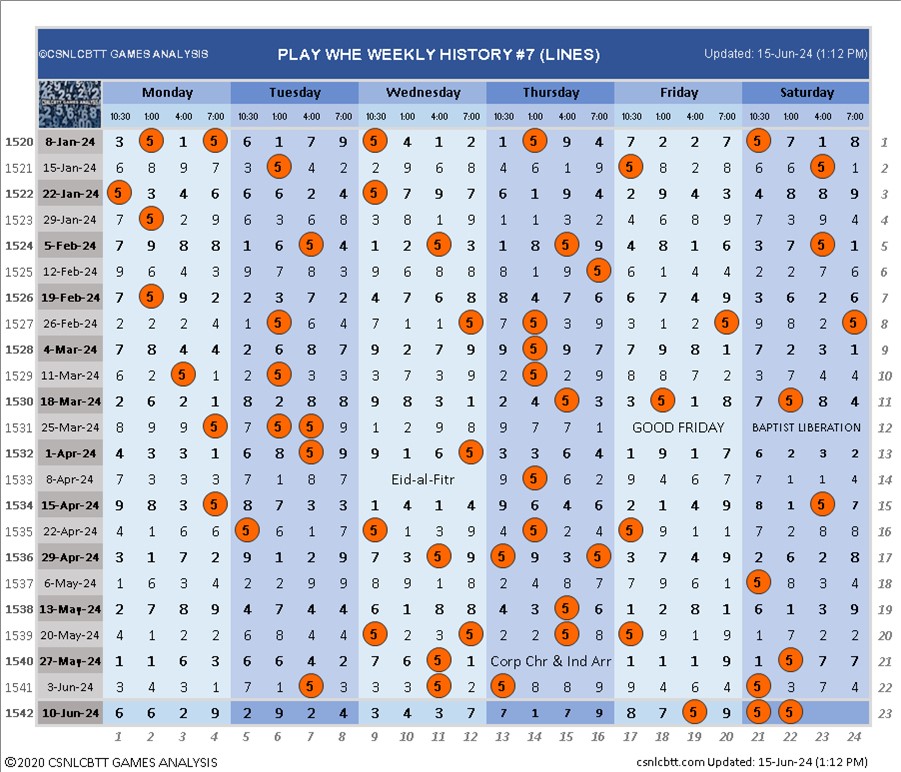 ©CSNLCBTT GAMES ANALYSIS PLAY WHE WEEKLY HISTORY #7 (LINES) Updated: 15-Jun-24 (1:12 PM)
Monday Tuesday Wednesday Thursday Friday Saturday
10:30 1:00 4:00 7:00 10:30 1:00 4:00 7:00 10:30 1:00 4:00 7:00 10:30 1:00 4:00 7:00 10:30 1:00 4:00 7:00 10:30 1:00 4:00 7:00
1520 8-Jan-24 3 5 1 5 6 1 7 9 5 4 1 2 1 5 9 4 7 2 2 7 5 7 1 8 1
1521 15-Jan-24 6 8 9 7 3 5 4 2 2 9 6 8 4 6 1 9 5 8 2 8 6 6 5 1 2
1522 22-Jan-24 5 3 4 6 6 6 2 4 5 7 9 7 6 1 9 4 2 9 4 3 4 8 8 9 3
1523 29-Jan-24 7 5 2 9 6 3 6 8 3 8 1 9 1 1 3 2 4 6 8 9 7 3 9 4 4
1524 5-Feb-24 7 9 8 8 1 6 5 4 1 2 5 3 1 8 5 9 4 8 1 6 3 7 5 1 5
1525 12-Feb-24 9 6 4 3 9 7 8 3 9 6 8 8 8 1 9 5 6 1 4 4 2 2 7 6 6
1526 19-Feb-24 7 5 9 2 2 3 7 2 4 7 6 8 8 4 7 6 6 7 4 9 3 6 2 6 7
1527 26-Feb-24 2 2 2 4 1 5 6 4 7 1 1 5 7 5 3 9 3 1 2 5 9 8 2 5 8
1528 4-Mar-24 7 8 4 4 2 6 8 7 9 2 7 9 9 5 9 7 7 9 8 1 7 2 3 1 9
1529 11-Mar-24 6 2 5 1 2 5 3 3 3 7 3 9 2 5 2 9 8 8 7 2 3 7 4 4 10
1530 18-Mar-24 2 6 2 1 8 2 8 8 9 8 3 1 2 4 5 3 3 5 1 8 7 5 8 4 11
1531 25-Mar-24 8 9 9 5 7 5 5 9 1 2 9 8 9 7 7 1 GOOD FRIDAY BAPTIST LIBERATION 12
1532 1-Apr-24 4 3 3 1 6 8 5 7 9 1 6 5 3 3 6 4 1 9 1 7 6 2 3 2 13
1533 8-Apr-24 7 3 3 3 7 1 8 7 Eid-al-Fitr 9 5 6 2 9 4 6 7 7 1 1 4 14
1534 15-Apr-24 9 8 3 5 8 7 3 3 1 4 1 4 9 6 4 6 2 1 4 9 8 1 5 7 15
1535 22-Apr-24 4 1 6 6 5 6 1 7 5 1 3 9 4 5 2 4 5 1 4 9 7 2 8 8 16
1536 29-Apr-24 3 1 7 2 9 1 2 9 7 3 5 9 5 9 3 5 3 7 4 9 2 6 2 8 17
1537 6-May-24 1 6 3 4 2 2 9 9 8 9 1 8 2 4 8 7 7 9 6 1 5 8 3 4 18
1538 13-May-24 2 7 8 9 4 7 4 4 6 1 8 8 4 3 5 6 1 2 8 1 6 1 3 9 19
1539 20-May-24 4 1 2 2 6 8 4 4 5 2 3 5 2 2 5 8 5 9 1 9 1 7 2 2 20
1540 27-May-24 1 1 6 3 6 6 4 2 7 6 5 1 Corp Chr & Ind Arr 1 1 1 9 1 5 7 7 21
1541 3-Jun-24 3 4 3 1 7 1 5 3 3 3 5 2 5 8 8 9 9 4 6 4 5 3 7 4 22
1542 10-Jun-24 6 6 2 9 2 9 2 4 3 4 3 7 7 1 7 9 8 7 5 9 5 5 23
1 2 3 4 5 6 7 8 9 10 11 12 13 14 15 16 17 18 19 20 21 22 23 24
©2020 CSNLCBTT GAMES ANALYSIS csnlcbtt.com Updated: 15-Jun-24 (1:12 PM)